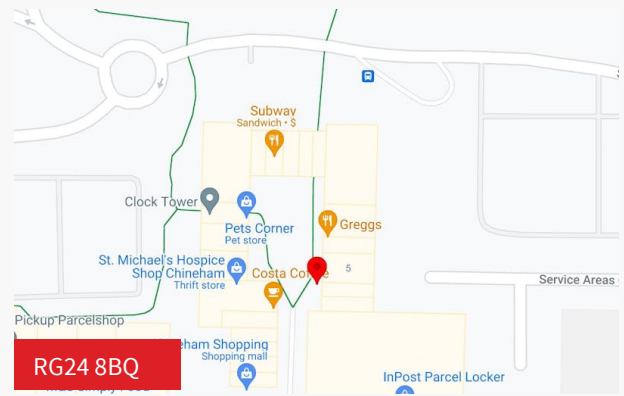 Subway
Sandwich • $
Clock Tower
Pets Corner
Pet store
Greggs
St. Michael's Hospice
Shop Chineham
Thrift store
Costa
5
Service Areas
Pickup Parcelshop
Shopping
Shopping mall
InPost Parcel Locker
RG24 8BQ